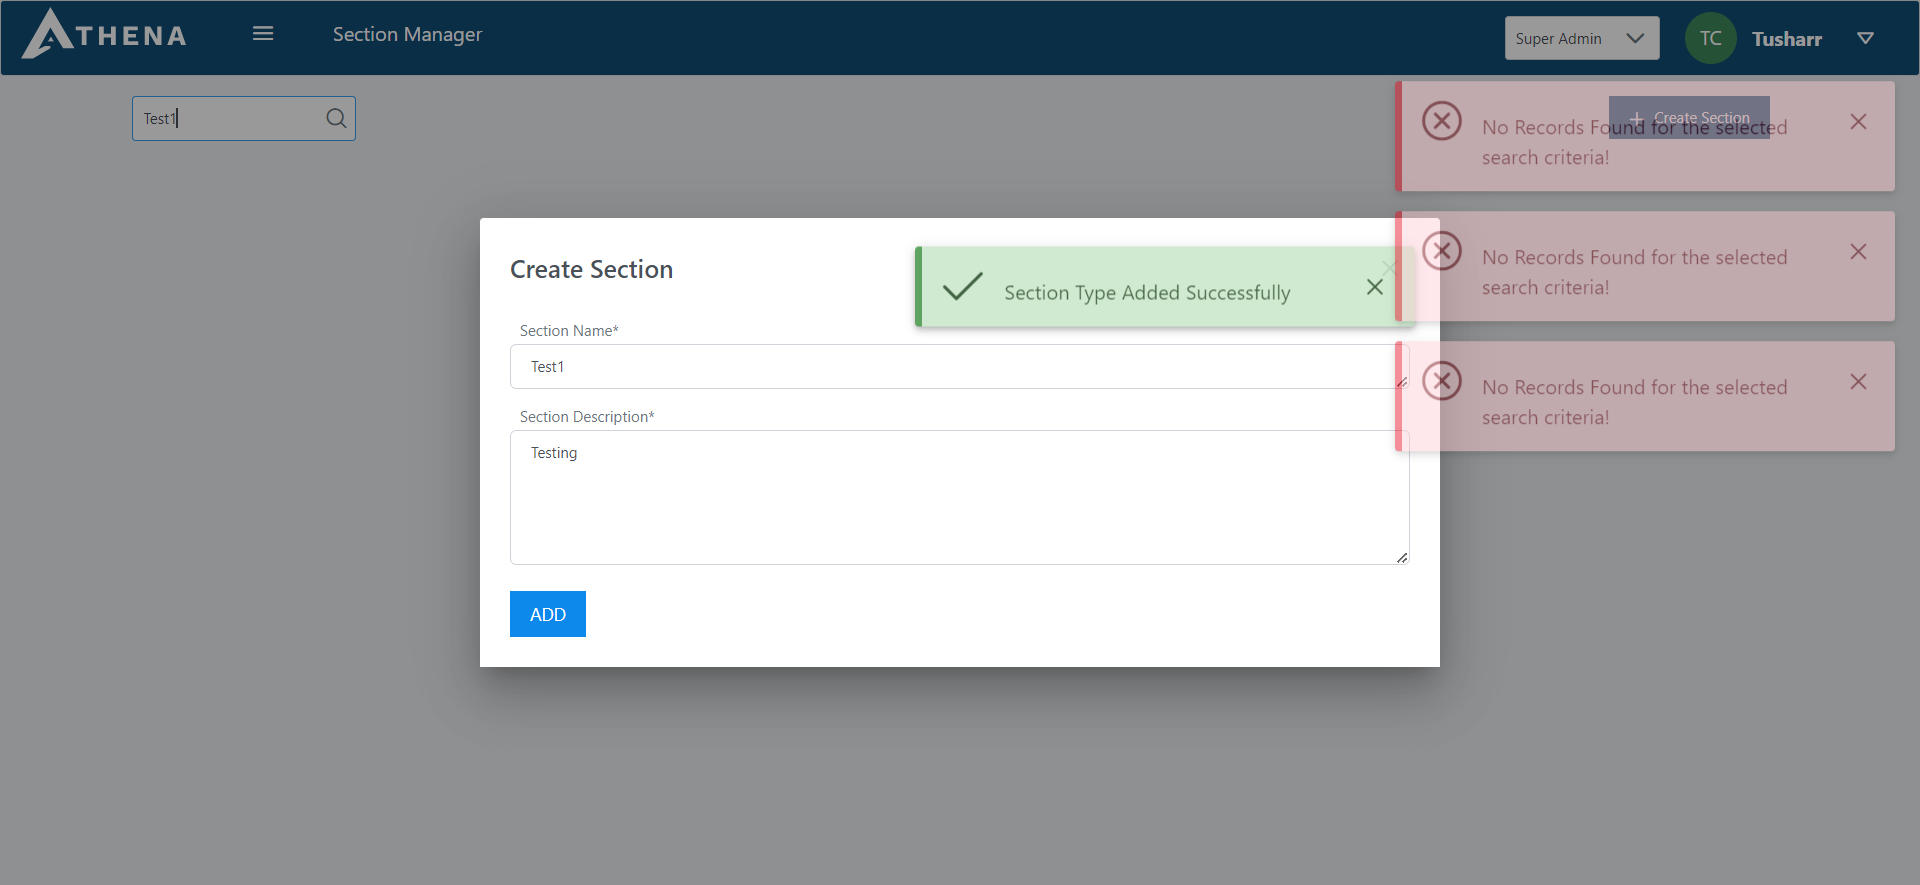 ATHENA
Section Manager
Super Admin
TC
Tusharr
Test1
Create Section
No Records Found for the selected
search criteria!
No Records Found for the selected
search criteria!
No Records Found for the selected
search criteria!
Create Section
Section Type Added Successfully
Section Name*
Test1
Section Description*
Testing
ADD